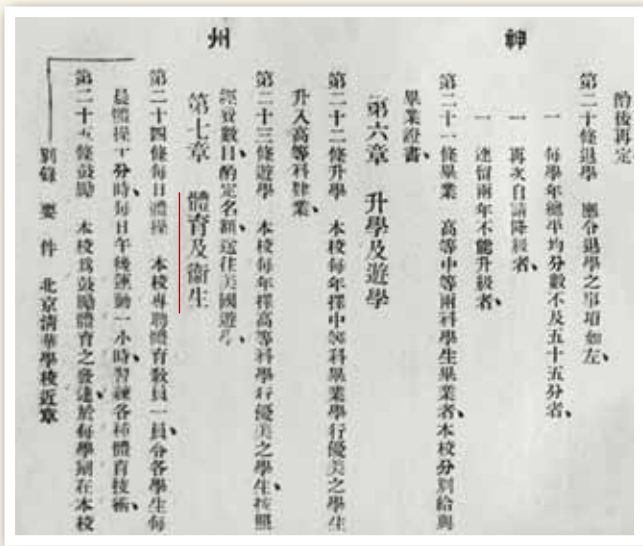 神州
酌後再定
第二十條退學 應令退學之事項如左、
一 每學年總平均分數不及五十五分者、
一 再次自請降級者、
一 連留兩年不能升級者、
第二十一條畢業 高等中等兩科學生畢業者、本校分別給與
畢業證書、
第六章 升學及遊學
第二十二條升學 本校每年擇中等科畢業學行優美之學生
升入高等科肄業、
第二十三條遊學 本校每年擇高等科學行優美之學生、按照
經費數目、酌定名額、送往美國遊學
第七章 體育及衞生
第二十四條每日體操 本校專聘體育敎員一員、令各學生每
晨體操十分時、每日午後運動一小時、習練各種體育技術、
第二十五條鼓勵 本校爲鼓勵體育之發達、於每學期在本校
別錄 要件 北京淸華學校近章